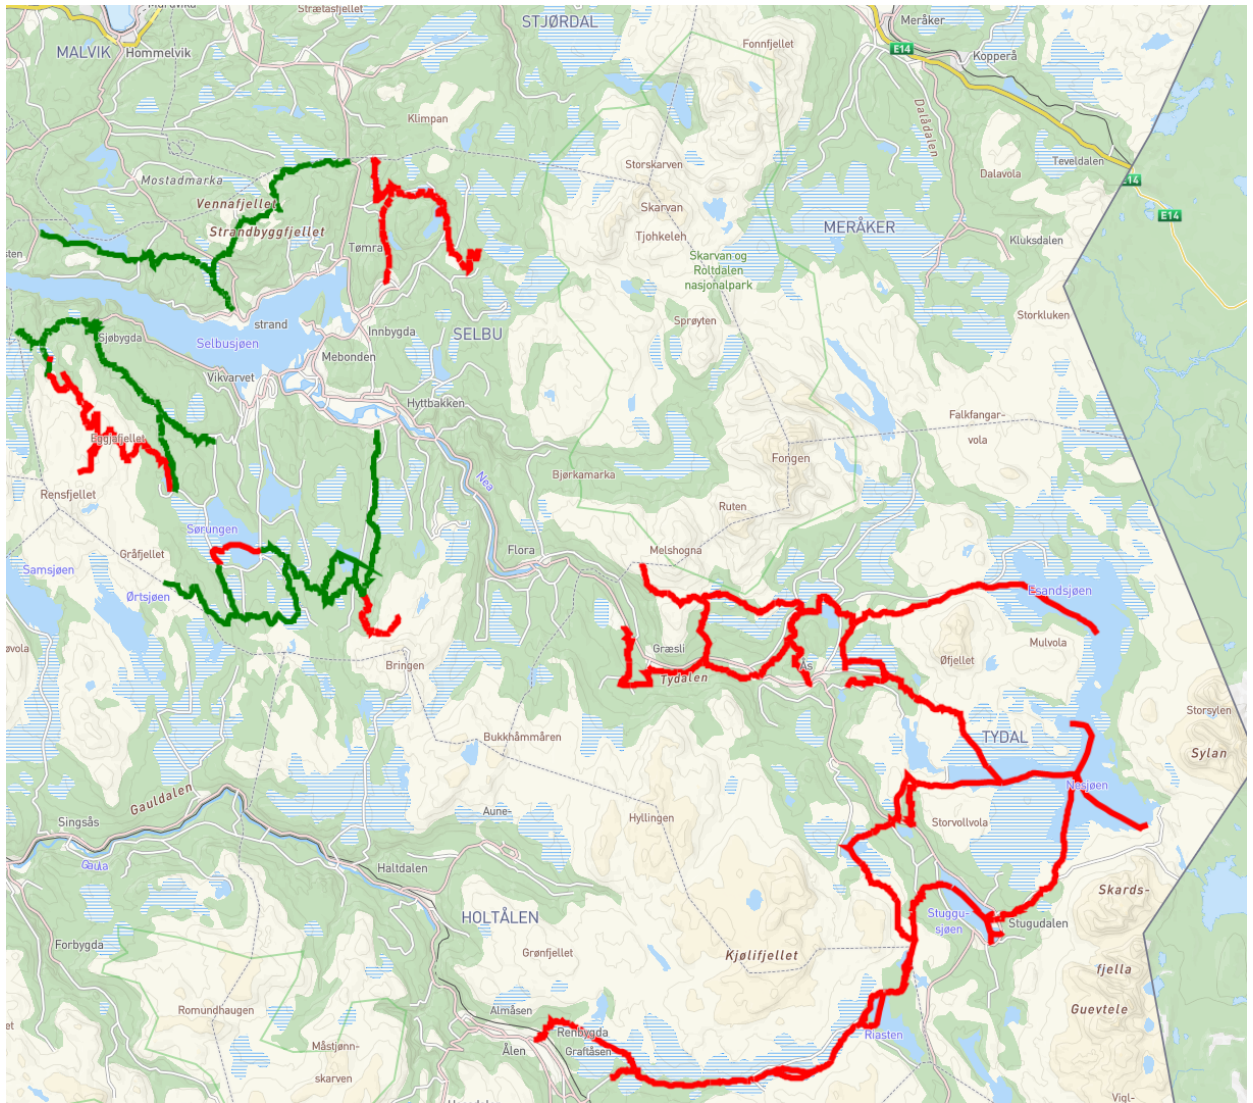 Strætasfjellet
STJØRDAL
Meråker
MALVIK
Hommelvik
Fonnfjellet
E14
Kopperå
Klimpan
Dalådalen
Storskarven
Teveldalen
Mostadmarka
Dalavola
E14
Vennafjellet
Skarvan
E14
Strandbyggfjellet
Tjohkeleh
MERÅKER
Tømra
Kluksdalen
Skarvan og
Roltdalen
nasjonalpark
Storkluken
strand
Innbygda
SELBU
Sprøyten
Sjøbygda
Selbusjøen
Mebonden
Vikvarvet
Hyttbakken
Falkfangar-
vola
Fongen
Bjørkamarka
Nea
Rensfjellet
Ruten
Sørungen
Gråfjellet
Flora
Melshogna
Samsjøen
Ørtsjøen
Esandsjøen
Græsli
Mulvola
Øfjellet
Bringen
Ås
Tydalen
Storsylen
Bukkhåmmåren
TYDAL
Sylan
Gauldalen
Nesjøen
Aune-
Singsås
Hyllingen
Storvollvola
Gaula
Haltdalen
Skards-
HOLTÅLEN
Stuggu-
sjøen
Stugudalen
Forbygda
Grønfjellet
Kjølifjellet
fjella
Romundhaugen
Almåsen
Guevtele
Renbygda
Riasten
Måstjønn-
skarven
Ålen
Graftåsen
Vigl-